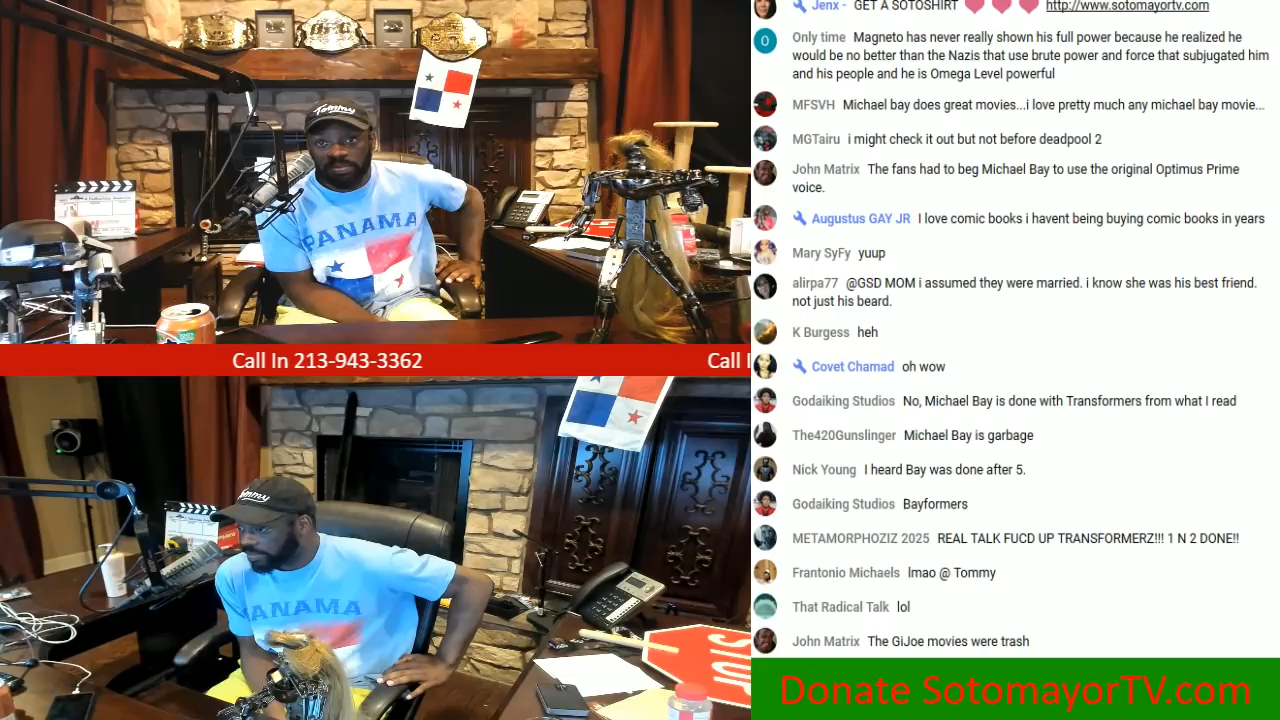 Tommy
PANAMA
Call In 213-943-3362
Call I
Tommy
PANAMA
Jenx - GET A SOTOSHIRT http://www.sotomayortv.com
O
Only time Magneto has never really shown his full power because he realized he
would be no better than the Nazis that use brute power and force that subjugated him
and his people and he is Omega Level powerful
MFSVH Michael bay does great movies...i love pretty much any michael bay movie...
MGTairu i might check it out but not before deadpool 2
John Matrix The fans had to beg Michael Bay to use the original Optimus Prime
voice.
Augustus GAY JR I love comic books i havent being buying comic books in years
Mary SyFy yuup
alirpa77 @GSD MOM i assumed they were married. i know she was his best friend.
not just his beard.
K Burgess heh
Covet Chamad oh wow
Godaiking Studios No, Michael Bay is done with Transformers from what I read
The420Gunslinger Michael Bay is garbage
Nick Young I heard Bay was done after 5.
Godaiking Studios Bayformers
METAMORPHOZIZ 2025 REAL TALK FUCD UP TRANSFORMERZ!!! 1 N 2 DONE!!
Frantonio Michaels lmao @ Tommy
That Radical Talk lol
John Matrix The GiJoe movies were trash
Donate SotomayorTV.com